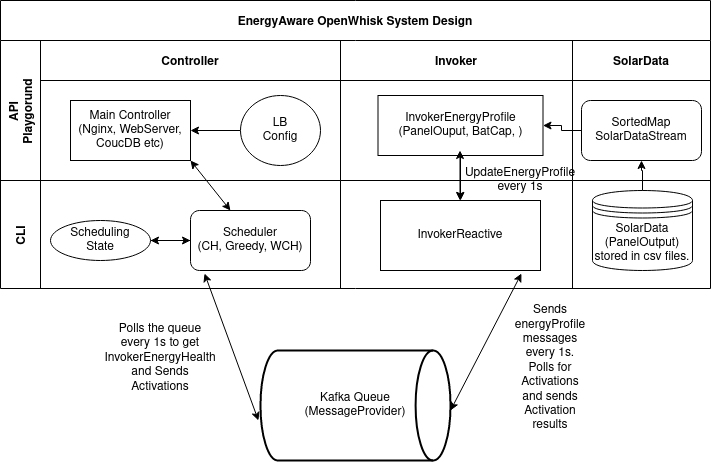 EnergyAware OpenWhisk System Design
Controller
Invoker
SolarData
API
Playgorund
Main Controller
(Nginx, WebServer,
CoucDB etc)
LB
Config
InvokerEnergyProfile
(PanelOuput, BatCap, )
SortedMap
SolarDataStream
UpdateEnergyProfile
every 1s
CLI
Scheduling
State
Scheduler
(CH, Greedy, WCH)
InvokerReactive
SolarData
(PanelOutput)
stored in csv files.
Polls the queue
every 1s to get
InvokerEnergyHealth
and Sends
Activations
Kafka Queue
(MessageProvider)
Sends
energyProfile
messages
every 1s.
Polls for
Activations
and sends
Activation
results